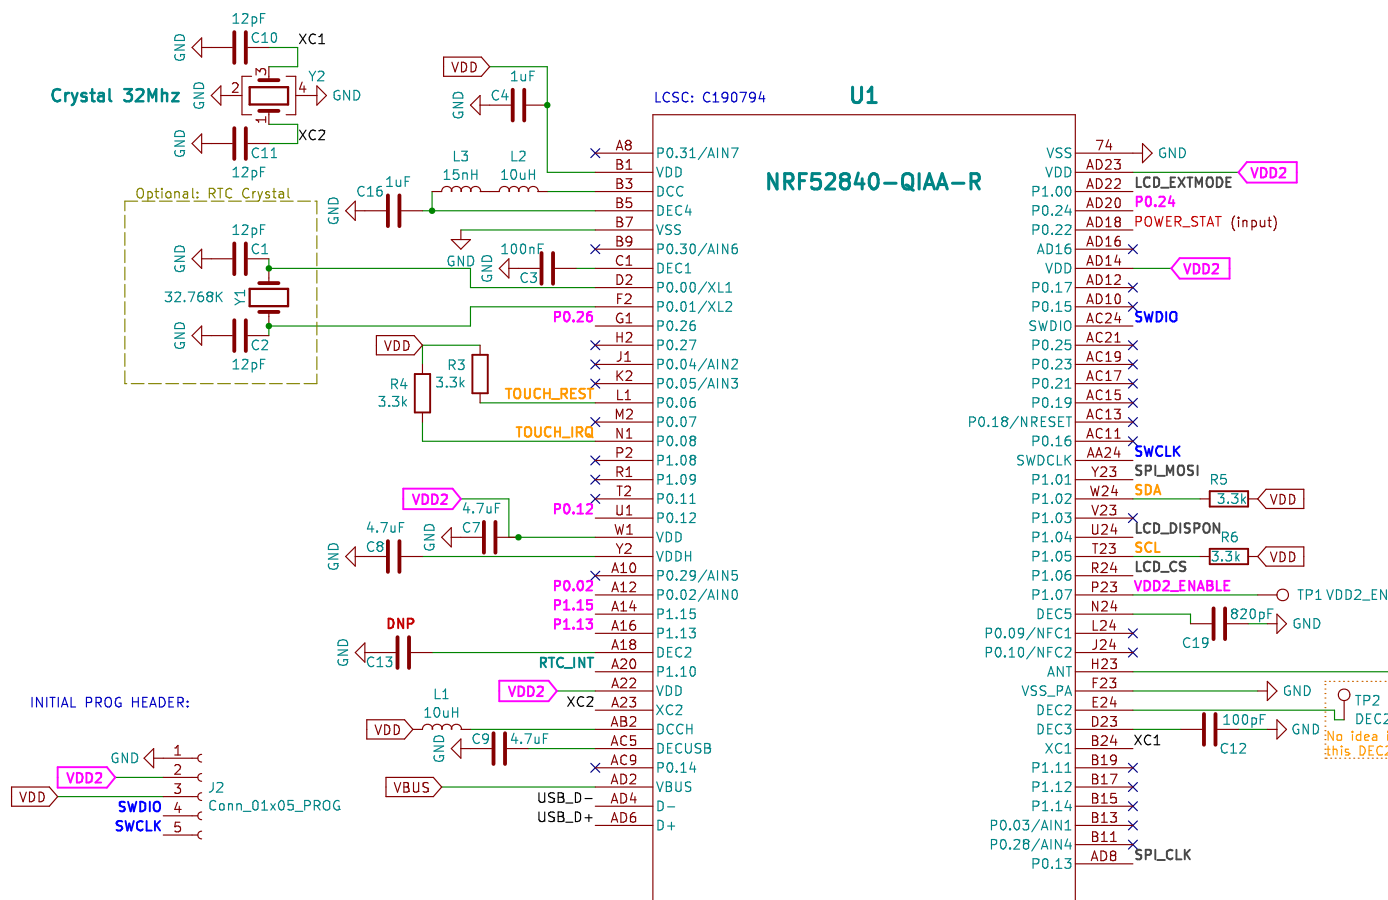 12pF
GND
C10
XC1
Crystal 32Mhz
GND
2
3
Y2
4
GND
1
XC2
GND
C11
12pF
Optional: RTC_Crystal
12pF
GND
C1
32.768K
Y1
GND
C2
12pF
VDD
1uF
C4
GND
L3
15nH
L2
10uH
C16
1uF
GND
GND
100nF
GND
C3
VDD
R3
3.3k
R4
3.3k
VDD2
4.7uF
GND
C7
4.7uF
GND
C8
DNP
GND
C13
VDD2
L1
10uH
VDD
GND
C9
4.7uF
VBUS
INITIAL PROG HEADER:
GND
1
VDD2
2
VDD
3
SWDIO
4
SWCLK
5
J2
Conn_01x05_PROG
LCSC: C190794
U1
NRF52840-QIAA-R
A8 P0.31/AIN7
B1 VDD
B3 DCC
B5 DEC4
B7 VSS
B9 P0.30/AIN6
C1 DEC1
D2 P0.00/XL1
F2 P0.01/XL2
P0.26 G1 P0.26
H2 P0.27
J1 P0.04/AIN2
K2 P0.05/AIN3
TOUCH_REST L1 P0.06
M2 P0.07
TOUCH_IRQ N1 P0.08
P2 P1.08
R1 P1.09
T2 P0.11
P0.12 U1 P0.12
W1 VDD
Y2 VDDH
A10 P0.29/AIN5
P0.02 A12 P0.02/AIN0
P1.15 A14 P1.15
P1.13 A16 P1.13
A18 DEC2
RTC_INT A20 P1.10
A22 VDD
XC2 A23 XC2
AB2 DCCH
AC5 DECUSB
AC9 P0.14
AD2 VBUS
USB_D- AD4 D-
USB_D+ AD6 D+
VSS 74 GND
VDD AD23 VDD2
P1.00 AD22 LCD_EXTMODE
P0.24 AD20 P0.24
P0.22 AD18 POWER_STAT (input)
AD16 AD16
VDD AD14 VDD2
P0.17 AD12
P0.15 AD10
SWDIO AC24 SWDIO
P0.25 AC21
P0.23 AC19
P0.21 AC17
P0.19 AC15
P0.18/NRESET AC13
P0.16 AC11
SWDCLK AA24 SWCLK
P1.01 Y23 SPI_MOSI
P1.02 W24 SDA
R5
3.3k
VDD
P1.03 V23
P1.04 U24 LCD_DISPON
P1.05 T23 SCL
R6
3.3k
VDD
P1.06 R24 LCD_CS
P1.07 P23 VDD2_ENABLE
TP1 VDD2_EN
DEC5 N24
820pF
C19
GND
P0.09/NFC1 L24
P0.10/NFC2 J24
ANT H23
VSS_PA F23 GND
DEC2 E24
TP2
DEC2
No idea i
this DEC2
DEC3 D23
100pF
C12
GND
XC1 B24 XC1
P1.11 B19
P1.12 B17
P1.14 B15
P0.03/AIN1 B13
P0.28/AIN4 B11
P0.13 AD8 SPI_CLK